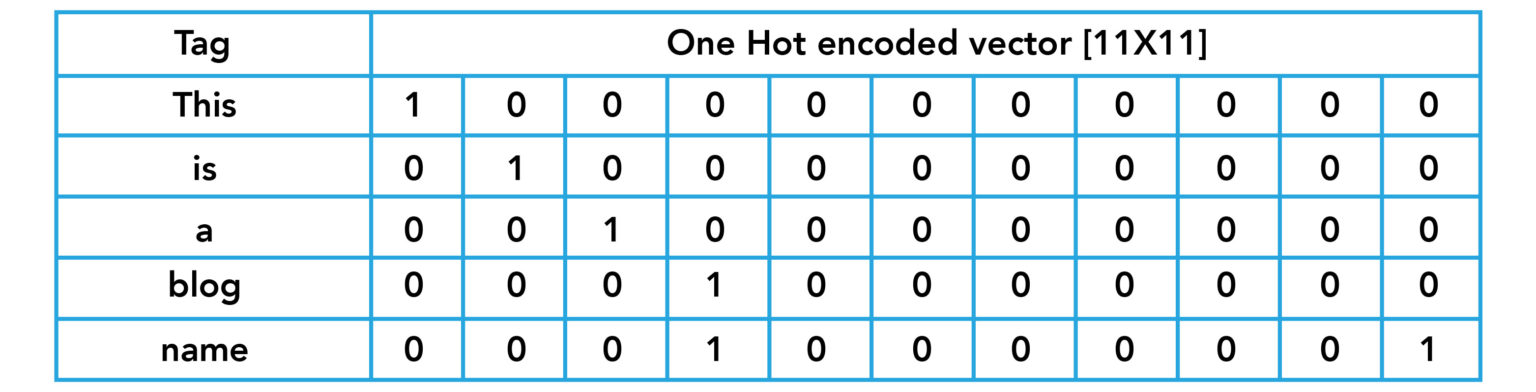 Tag One Hot encoded vector [11X11]
This 1 0 0 0 0 0 0 0 0 0 0
is 0 1 0 0 0 0 0 0 0 0 0
a 0 0 1 0 0 0 0 0 0 0 0
blog 0 0 0 1 0 0 0 0 0 0 0
name 0 0 0 1 0 0 0 0 0 0 1